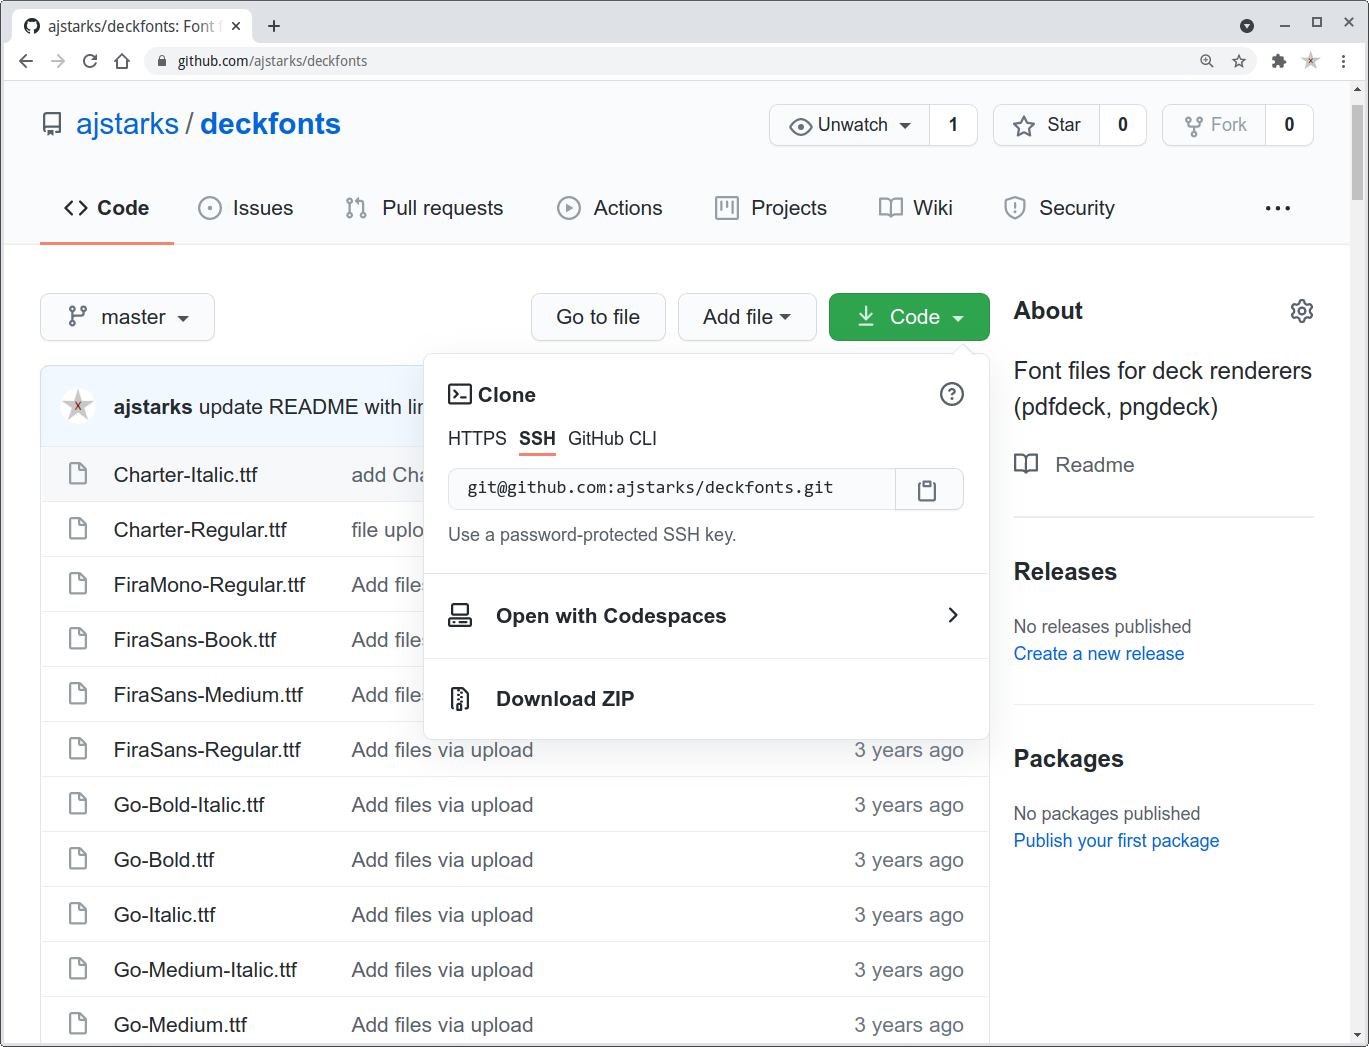 ajstarks/deckfonts: Font f
github.com/ajstarks/deckfonts
ajstarks / deckfonts
Unwatch 1
Star 0
Fork 0
Code
Issues
Pull requests
Actions
Projects
Wiki
Security
master
Go to file
Add file
Code
ajstarks update README with lin
Charter-Italic.ttf add Cha
Charter-Regular.ttf file uplo
FiraMono-Regular.ttf Add file
FiraSans-Book.ttf Add file
FiraSans-Medium.ttf Add file
FiraSans-Regular.ttf Add files via upload 3 years ago
Go-Bold-Italic.ttf Add files via upload 3 years ago
Go-Bold.ttf Add files via upload 3 years ago
Go-Italic.ttf Add files via upload 3 years ago
Go-Medium-Italic.ttf Add files via upload 3 years ago
Go-Medium.ttf Add files via upload 3 years ago
Clone
HTTPS SSH GitHub CLI
git@github.com:ajstarks/deckfonts.git
Use a password-protected SSH key.
Open with Codespaces
Download ZIP
About
Font files for deck renderers
(pdfdeck, pngdeck)
Readme
Releases
No releases published
Create a new release
Packages
No packages published
Publish your first package